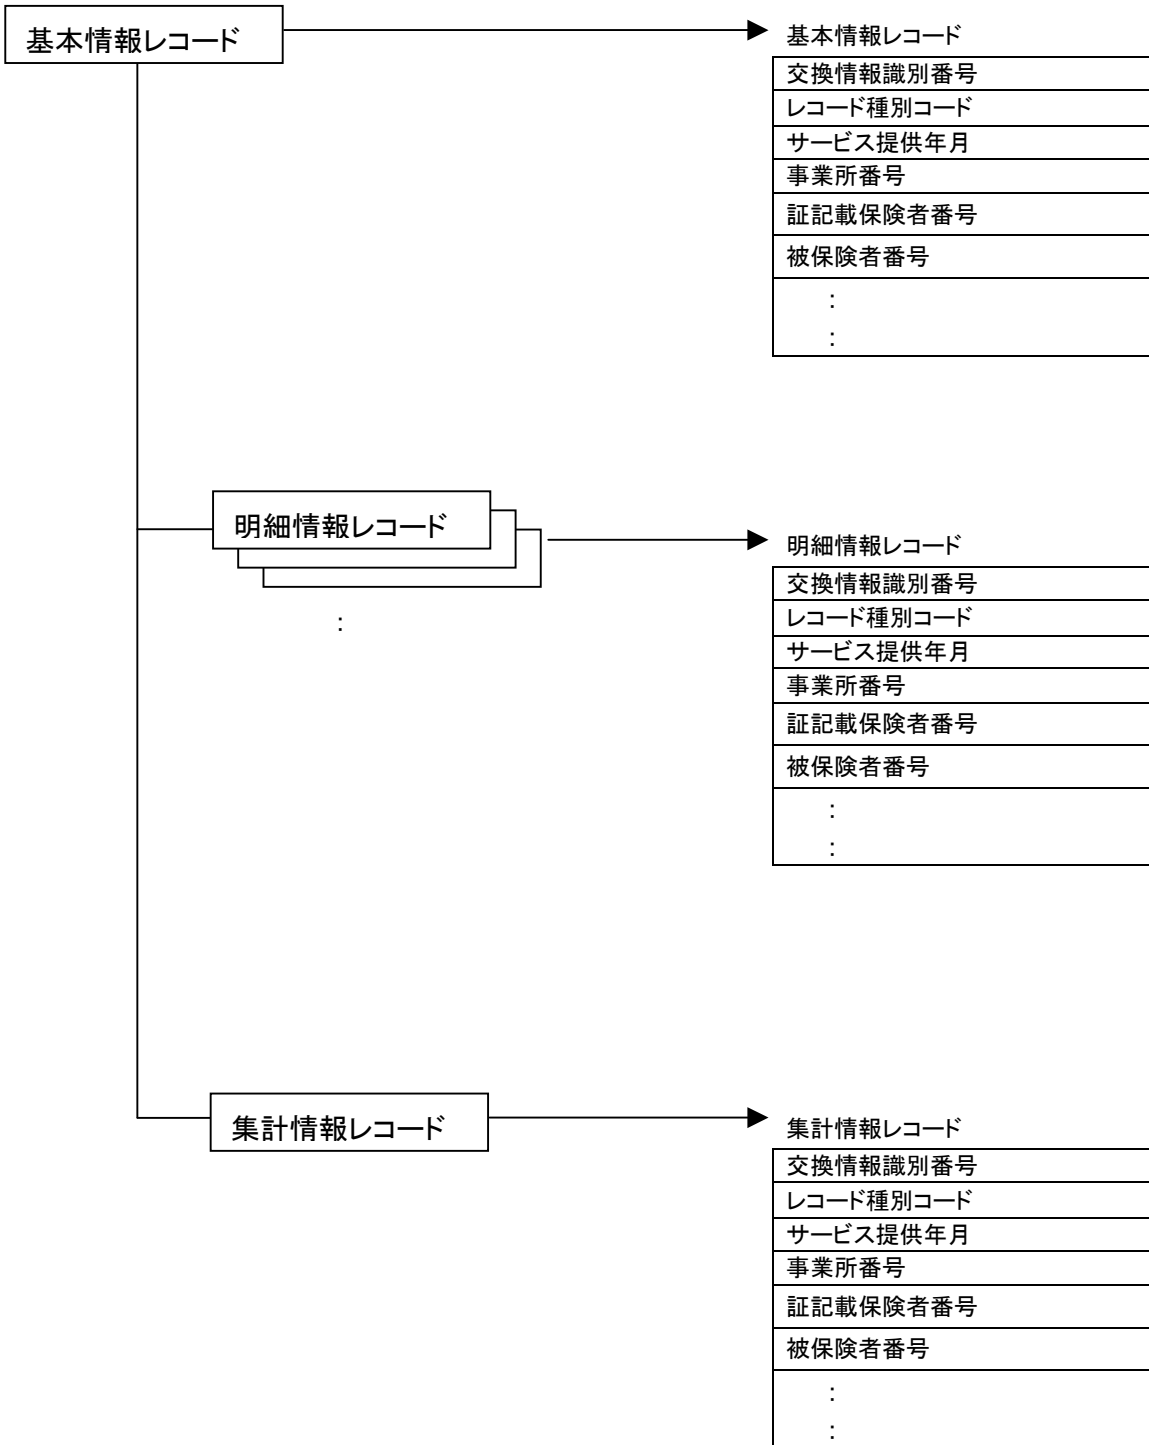 基本情報レコード
基本情報レコード
交換情報識別番号
レコード種別コード
サービス提供年月
事業所番号
証記載保険者番号
被保険者番号
:
:
明細情報レコード
:
明細情報レコード
交換情報識別番号
レコード種別コード
サービス提供年月
事業所番号
証記載保険者番号
被保険者番号
:
:
集計情報レコード
集計情報レコード
交換情報識別番号
レコード種別コード
サービス提供年月
事業所番号
証記載保険者番号
被保険者番号
:
: